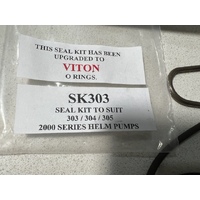 THIS SEAL KIT HAS BEEN
UPGRADED TO
VITON
O RINGS.
SK303
SEAL KIT TO SUIT
303 / 304 / 305
2000 SERIES HELM PUMPS